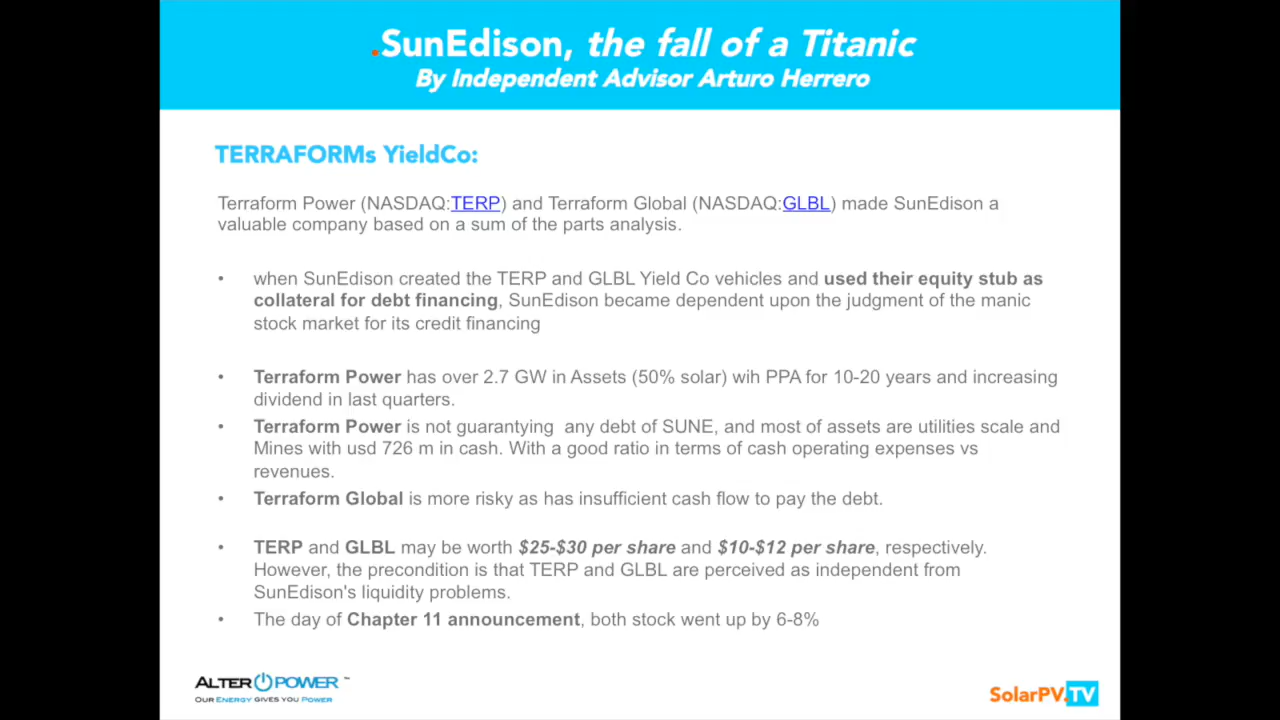 .SunEdison, the fall of a Titanic
By Independent Advisor Arturo Herrero
TERRAFORMs YieldCo:
Terraform Power (NASDAQ:TERP) and Terraform Global (NASDAQ:GLBL) made SunEdison a
valuable company based on a sum of the parts analysis.
• when SunEdison created the TERP and GLBL Yield Co vehicles and used their equity stub as
collateral for debt financing, SunEdison became dependent upon the judgment of the manic
stock market for its credit financing
• Terraform Power has over 2.7 GW in Assets (50% solar) wih PPA for 10-20 years and increasing
dividend in last quarters.
• Terraform Power is not guarantying any debt of SUNE, and most of assets are utilities scale and
Mines with usd 726 m in cash. With a good ratio in terms of cash operating expenses vs
revenues.
• Terraform Global is more risky as has insufficient cash flow to pay the debt.
• TERP and GLBL may be worth $25-$30 per share and $10-$12 per share, respectively.
However, the precondition is that TERP and GLBL are perceived as independent from
SunEdison's liquidity problems.
• The day of Chapter 11 announcement, both stock went up by 6-8%
ALTER POWER™
OUR ENERGY GIVES YOU POWER
SolarPV.TV